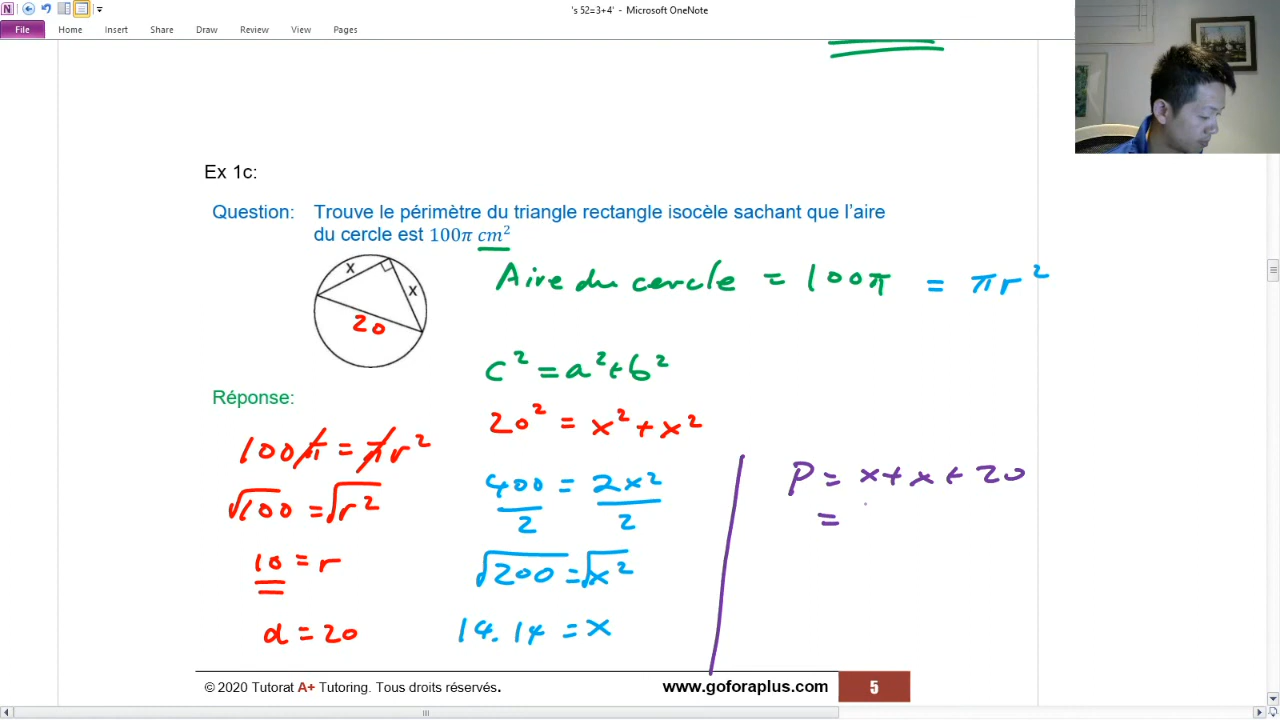 's 52=3+4' - Microsoft OneNote
File Home Insert Share Draw Review View Pages
Ex 1c:
Question: Trouve le périmètre du triangle rectangle isocèle sachant que l'aire
du cercle est 100π cm²
x
x
20
Aire du cercle = 100π = πr²
c² = a² + b²
20² = x² + x²
400 = 2x²
2 2
√200 = √x²
14.14 = x
Réponse:
100π = πr²
√100 = √r²
10 = r
d = 20
P = x + x + 20
=
© 2020 Tutorat A+ Tutoring. Tous droits réservés. www.goforaplus.com 5